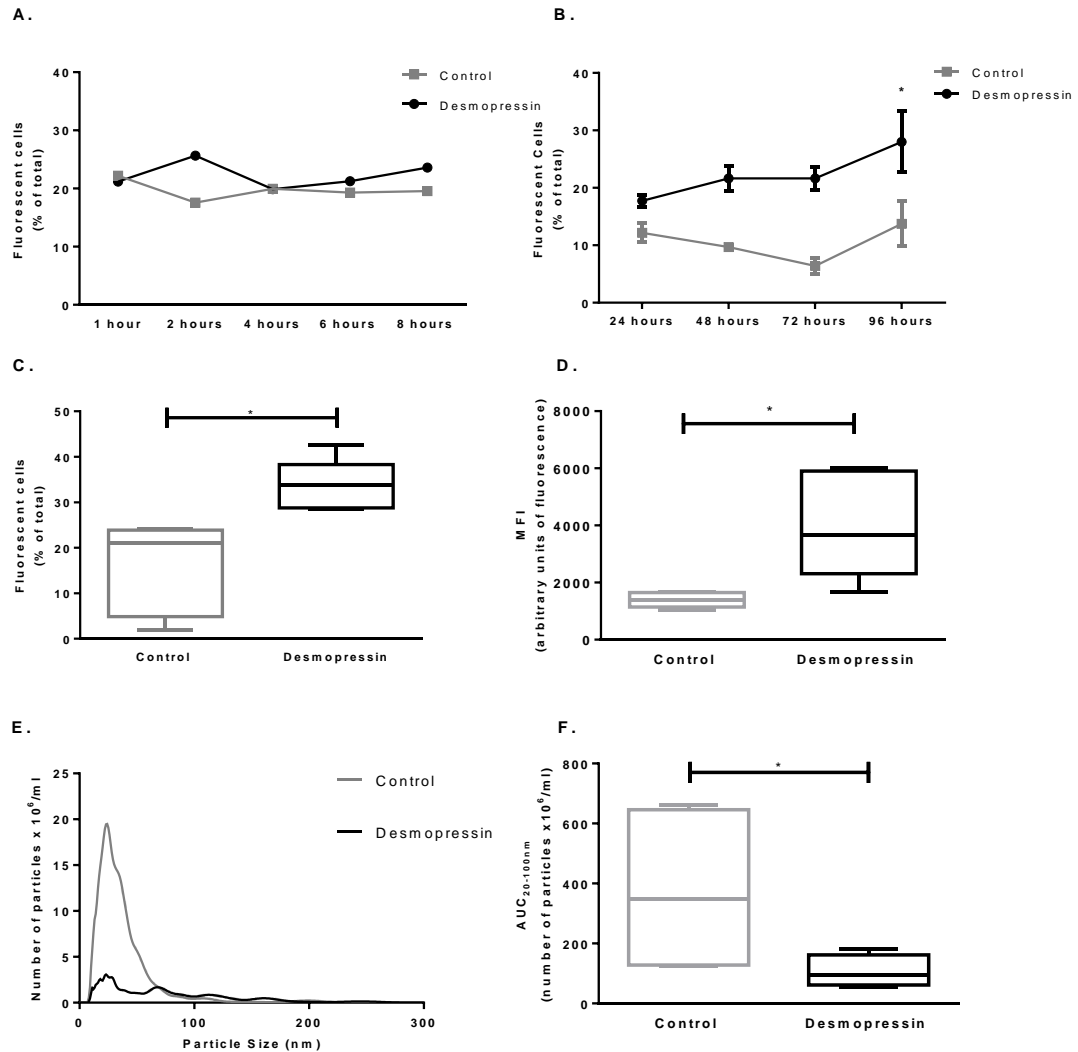 A.
Fluorescent cells
(% of total)
40
30
20
10
0
1 hour 2 hours 4 hours 6 hours 8 hours
Control
Desmopressin
B.
Fluorescent Cells
(% of total)
40
30
20
10
0
24 hours 48 hours 72 hours 96 hours
*
Control
Desmopressin
C.
Fluorescent cells
(% of total)
50
40
30
20
10
0
*
Control Desmopressin
D.
MFI
(arbitrary units of fluorescence)
8000
6000
4000
2000
0
*
Control Desmopressin
E.
Number of particles x 10⁶/ml
25
20
15
10
5
0
0 100 200 300
Particle Size (nm)
Control
Desmopressin
F.
AUC₂₀₋₁₀₀nm
(number of particles x10⁶/ml)
800
600
400
200
0
*
Control Desmopressin